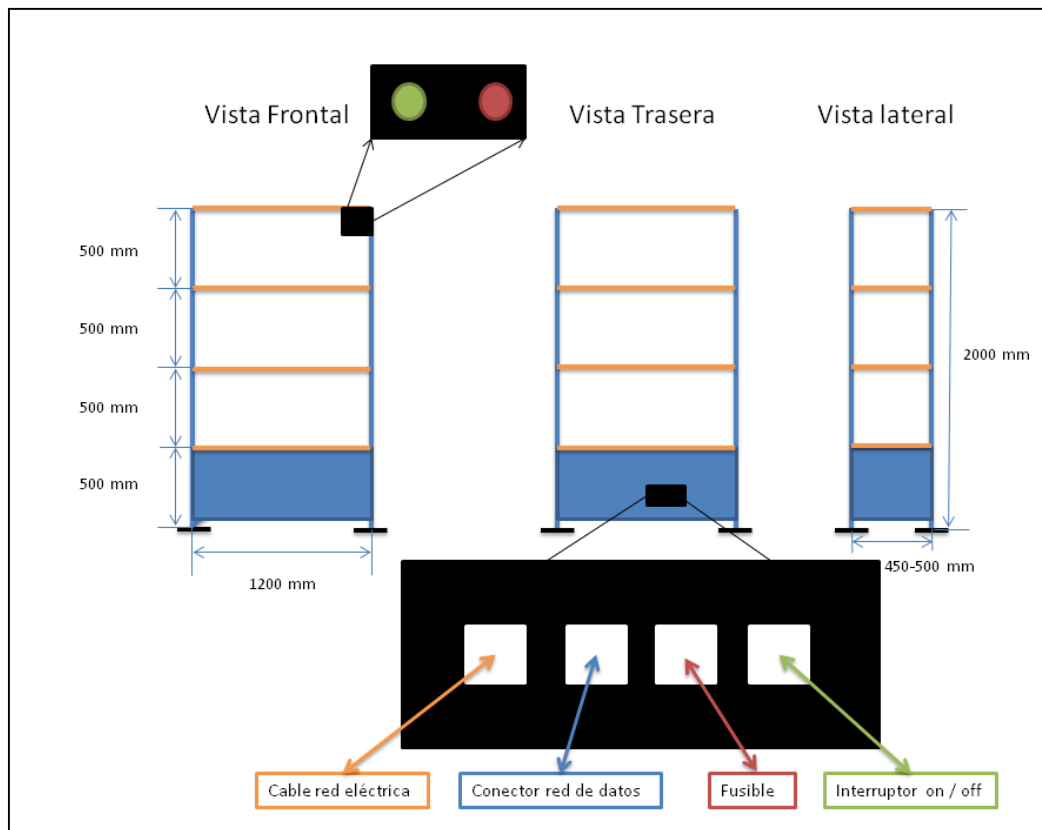 Vista Frontal
Vista Trasera
Vista lateral
500 mm
500 mm
500 mm
500 mm
2000 mm
1200 mm
450-500 mm
Cable red eléctrica
Conector red de datos
Fusible
Interruptor on / off